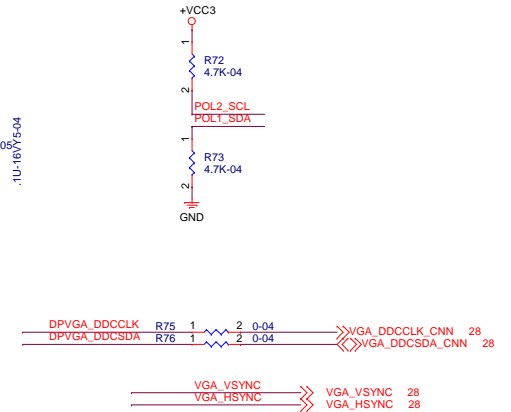 +VCC3
1
R72
4.7K-04
2
POL2_SCL
POL1_SDA
05
.1U-16VY5-04
1
R73
4.7K-04
2
GND
DPVGA_DDCCLK R75 1 2 0-04 VGA_DDCCLK_CNN 28
DPVGA_DDCSDA R76 1 2 0-04 VGA_DDCSDA_CNN 28
VGA_VSYNC VGA_VSYNC 28
VGA_HSYNC VGA_HSYNC 28